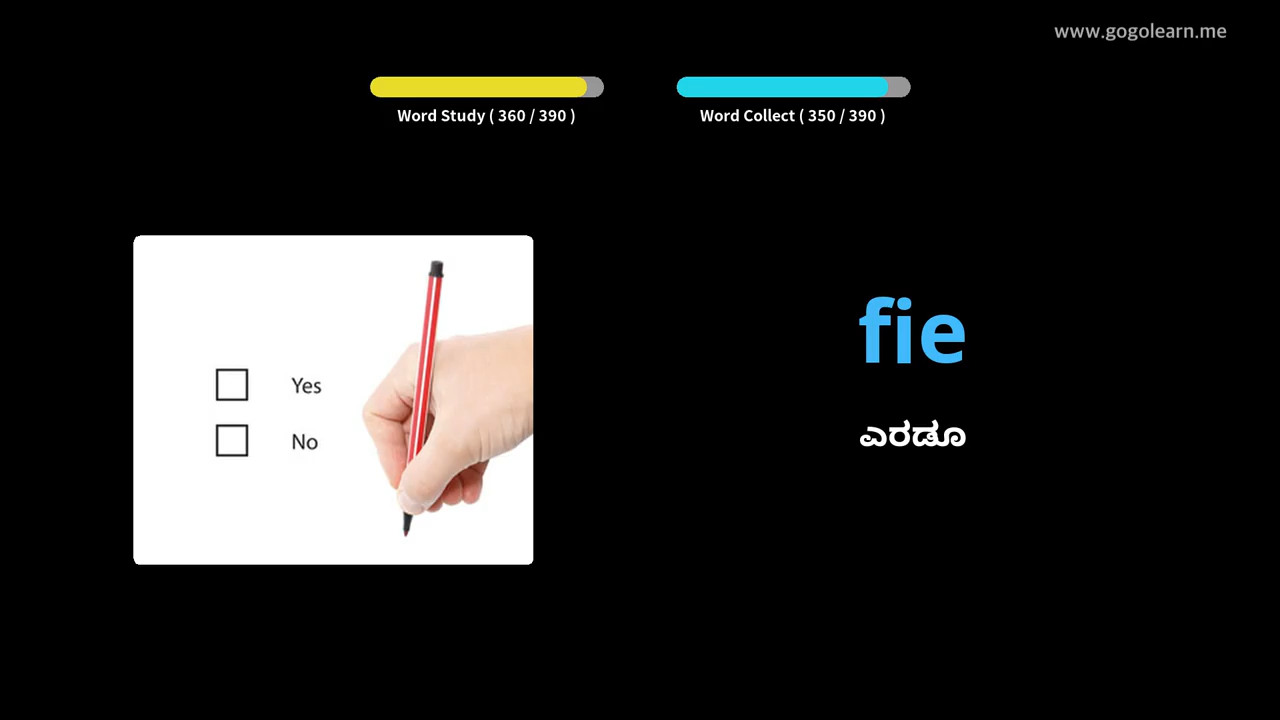 www.gogolearn.me
Word Study ( 360 / 390 )
Word Collect ( 350 / 390 )
Yes
No
fie
ಎರಡೂ